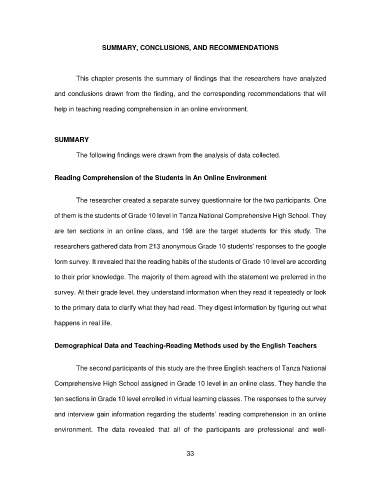 SUMMARY, CONCLUSIONS, AND RECOMMENDATIONS
This chapter presents the summary of findings that the researchers have analyzed
and conclusions drawn from the finding, and the corresponding recommendations that will
help in teaching reading comprehension in an online environment.
SUMMARY
The following findings were drawn from the analysis of data collected.
Reading Comprehension of the Students in An Online Environment
The researcher created a separate survey questionnaire for the two participants. One
of them is the students of Grade 10 level in Tanza National Comprehensive High School. They
are ten sections in an online class, and 198 are the target students for this study. The
researchers gathered data from 213 anonymous Grade 10 students' responses to the google
form survey. It revealed that the reading habits of the students of Grade 10 level are according
to their prior knowledge. The majority of them agreed with the statement we preferred in the
survey. At their grade level, they understand information when they read it repeatedly or look
to the primary data to clarify what they had read. They digest information by figuring out what
happens in real life.
Demographical Data and Teaching-Reading Methods used by the English Teachers
The second participants of this study are the three English teachers of Tanza National
Comprehensive High School assigned in Grade 10 level in an online class. They handle the
ten sections in Grade 10 level enrolled in virtual learning classes. The responses to the survey
and interview gain information regarding the students' reading comprehension in an online
environment. The data revealed that all of the participants are professional and well-
33